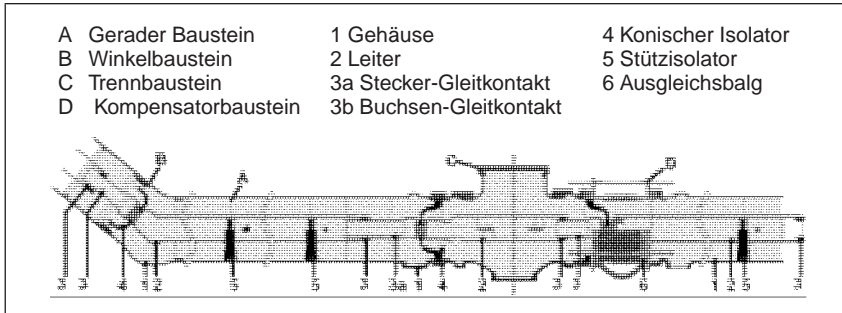 A Gerader Baustein
B Winkelbaustein
C Trennbaustein
D Kompensatorbaustein
1 Gehäuse
2 Leiter
3a Stecker-Gleitkontakt
3b Buchsen-Gleitkontakt
4 Konischer Isolator
5 Stützisolator
6 Ausgleichsbalg
B
A
C
D